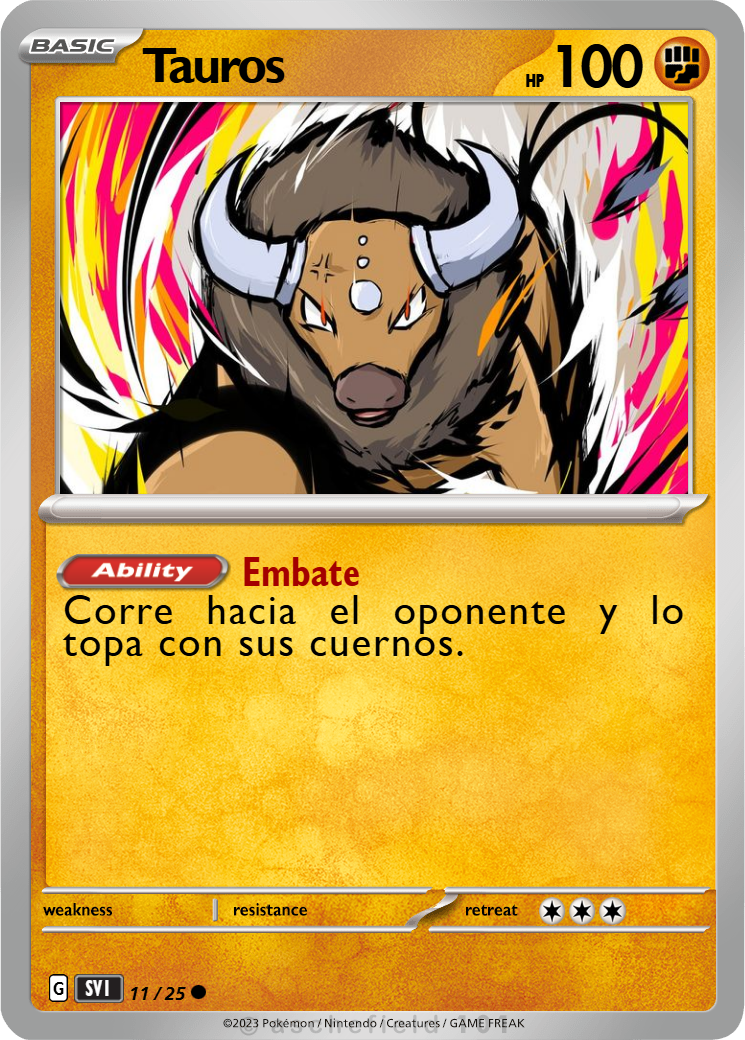 BASIC Tauros HP 100
Ability Embate
Corre hacia el oponente y lo
topa con sus cuernos.
weakness resistance retreat
G SVI 11 / 25
©2023 Pokémon / Nintendo / Creatures / GAME FREAK